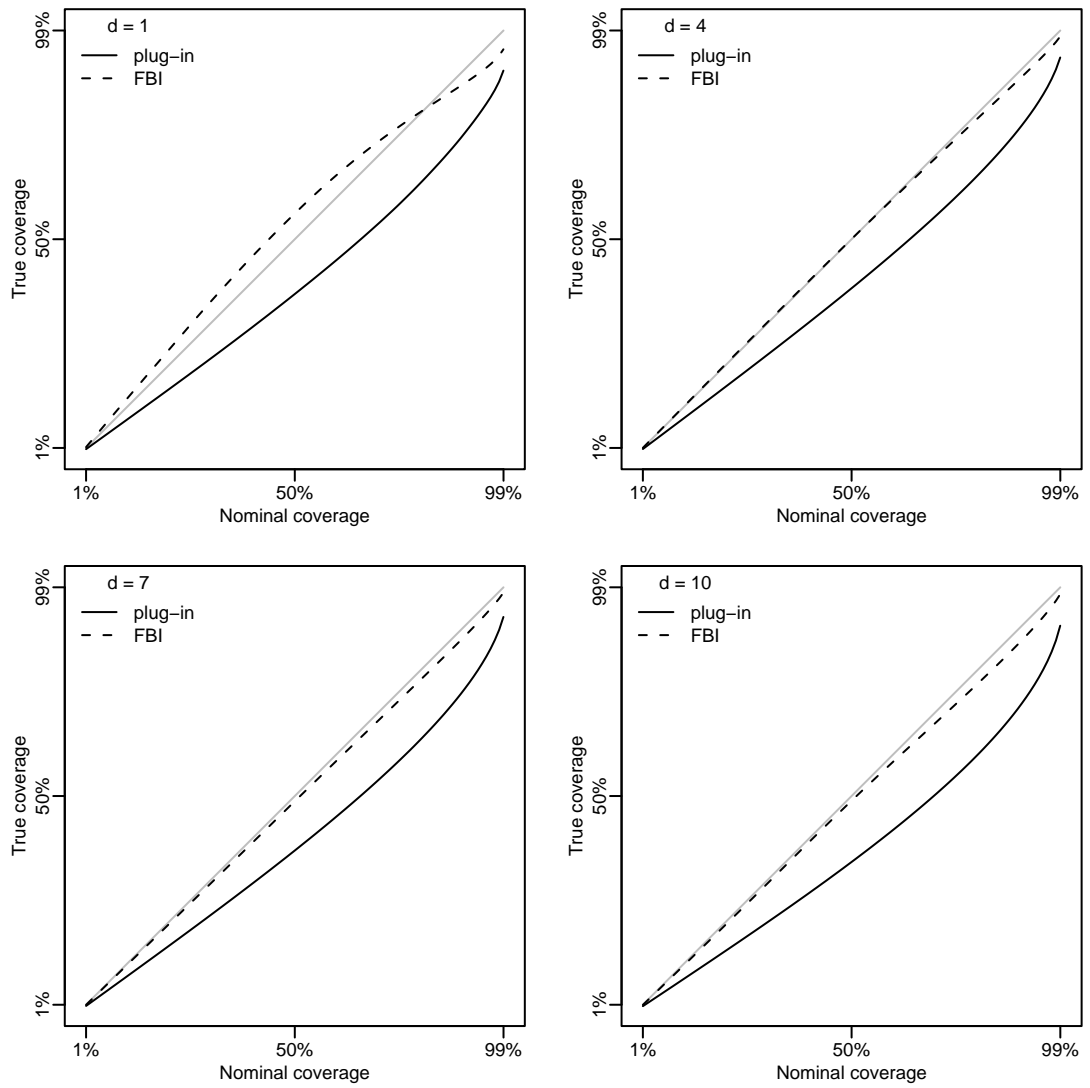 d = 1
plug−in
FBI
99%
50%
1%
True coverage
1%
50%
99%
Nominal coverage
d = 4
plug−in
FBI
99%
50%
1%
True coverage
1%
50%
99%
Nominal coverage
d = 7
plug−in
FBI
99%
50%
1%
True coverage
1%
50%
99%
Nominal coverage
d = 10
plug−in
FBI
99%
50%
1%
True coverage
1%
50%
99%
Nominal coverage